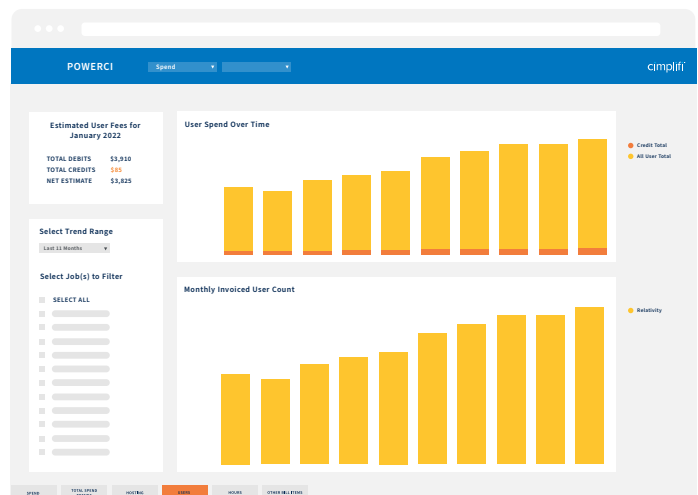 POWERCI
Spend
cimplifi
Estimated User Fees for
January 2022
TOTAL DEBITS $3,910
TOTAL CREDITS $85
NET ESTIMATE $3,825
Select Trend Range
Last 13 Months
Select Job(s) to Filter
SELECT ALL
User Spend Over Time
Credit Total
All User Total
Monthly Invoiced User Count
Relativity
SPEND
TOTAL SPEND
HOSTING
USERS
HOURS
OTHER BILL ITEMS